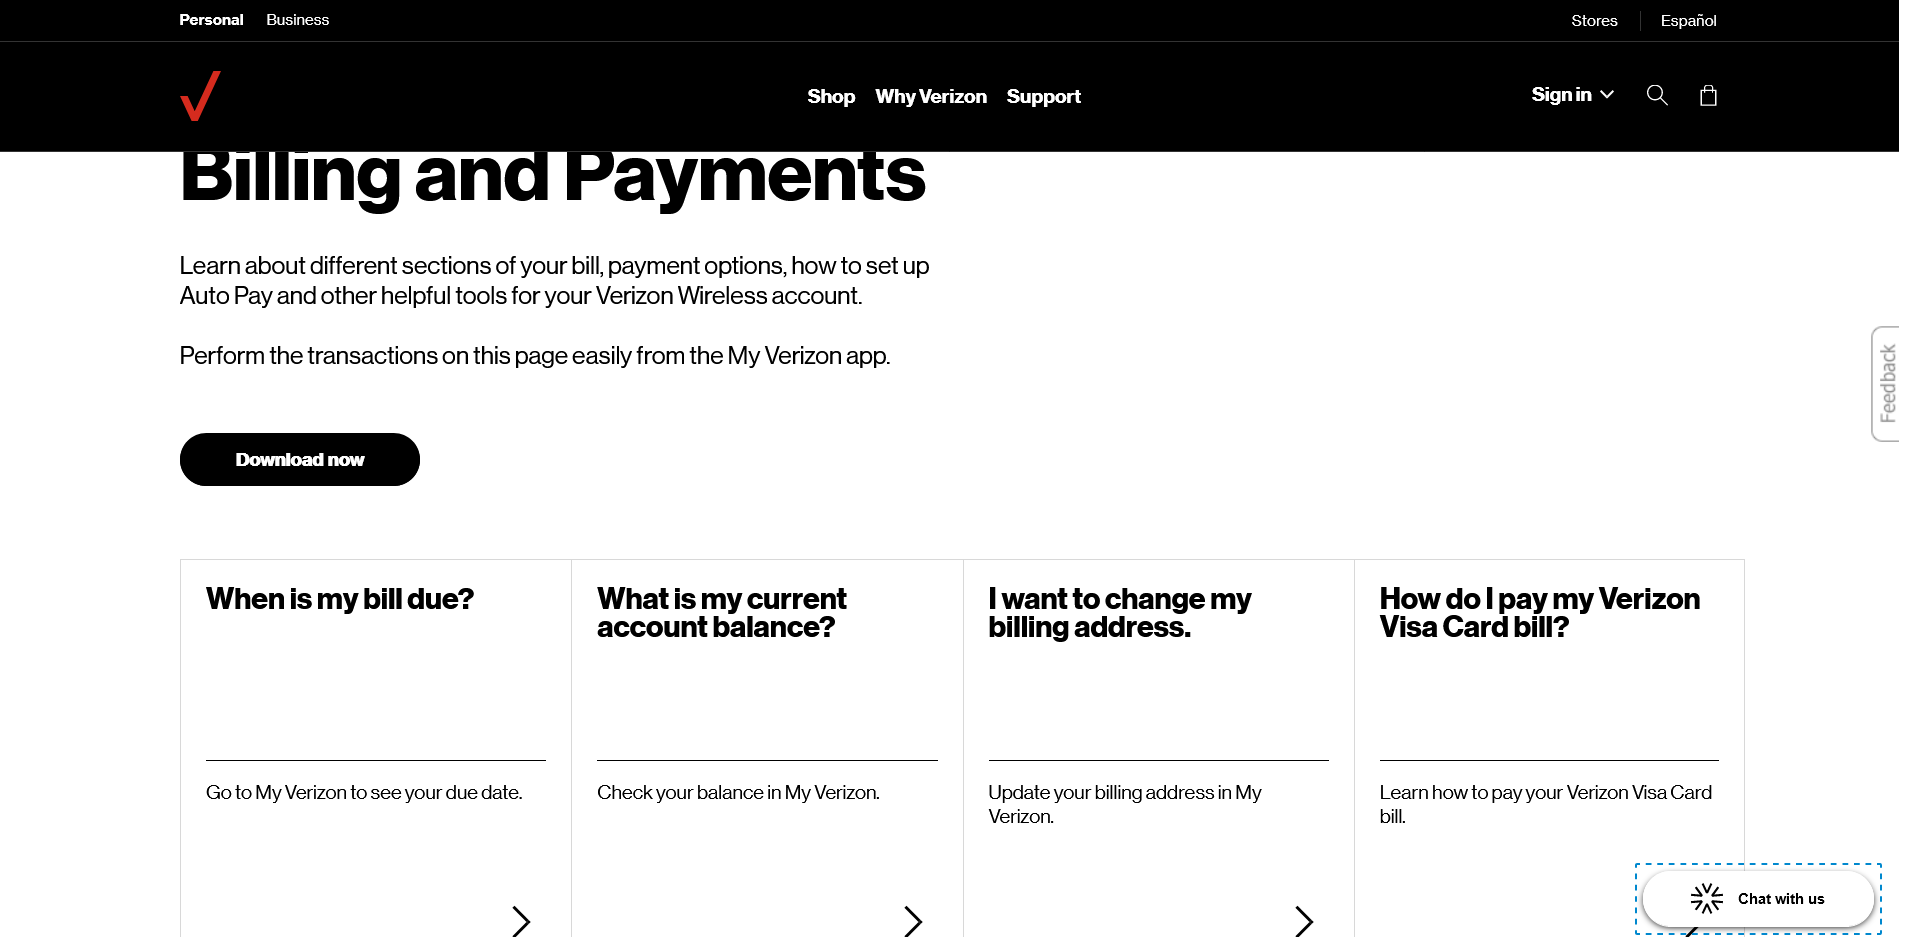 Personal Business
Stores Español
Shop Why Verizon Support
Sign in
Billing and Payments
Learn about different sections of your bill, payment options, how to set up
Auto Pay and other helpful tools for your Verizon Wireless account.
Perform the transactions on this page easily from the My Verizon app.
Feedback
Download now
When is my bill due?
Go to My Verizon to see your due date.
What is my current
account balance?
Check your balance in My Verizon.
I want to change my
billing address.
Update your billing address in My
Verizon.
How do I pay my Verizon
Visa Card bill?
Learn how to pay your Verizon Visa Card
bill.
Chat with us